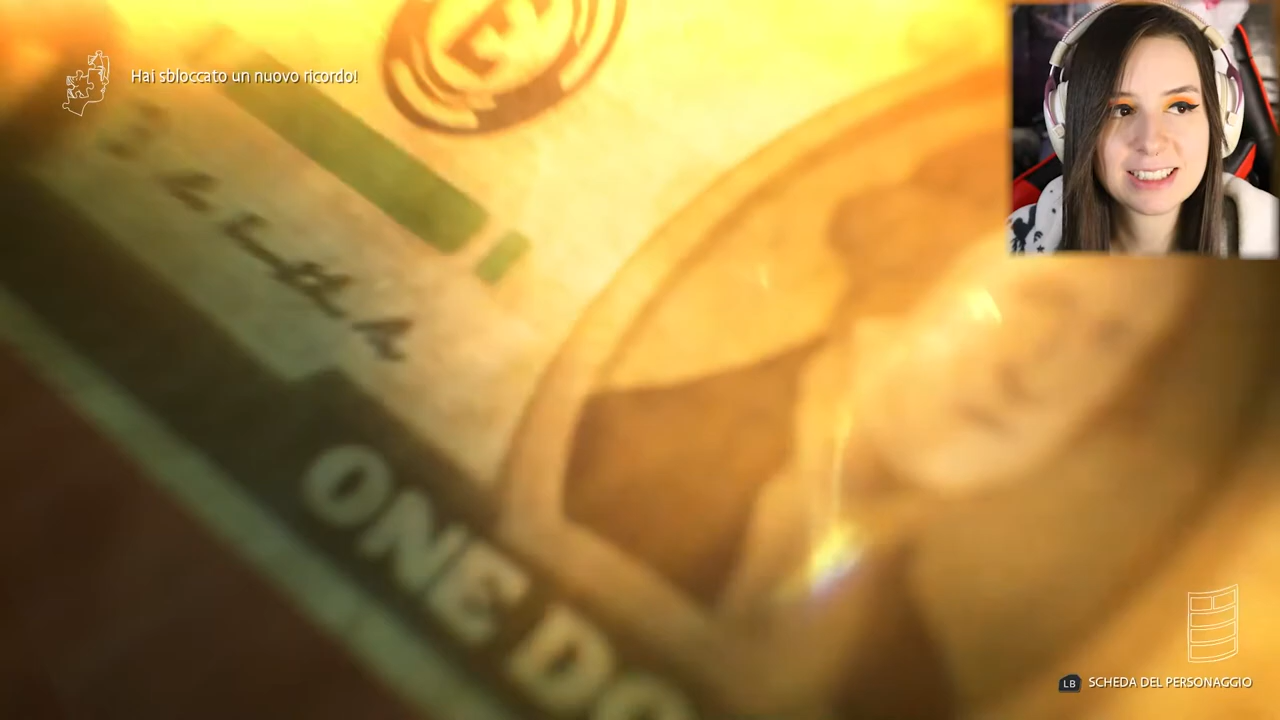 Hai sbloccato un nuovo ricordo!
E
ONE DO
LB SCHEDA DEL PERSONAGGIO